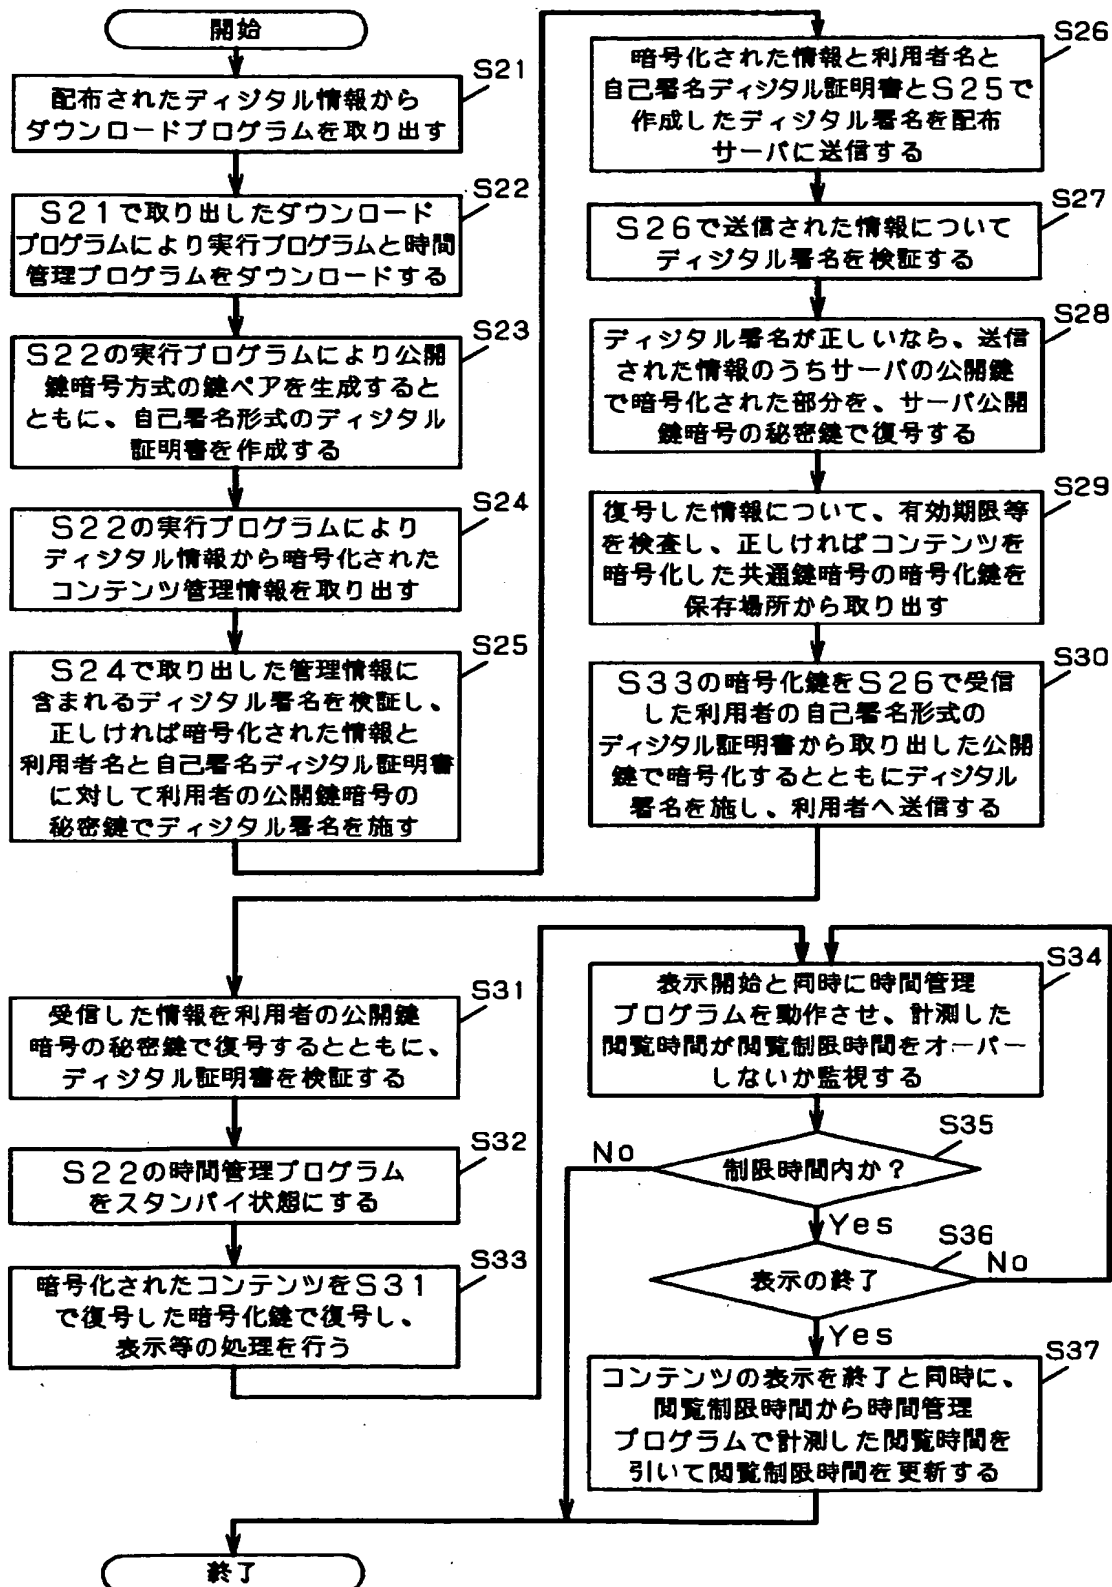 開始
S21
配布されたディジタル情報から
ダウンロードプログラムを取り出す
S22
S21で取り出したダウンロード
プログラムにより実行プログラムと時間
管理プログラムをダウンロードする
S23
S22の実行プログラムにより公開
鍵暗号方式の鍵ペアを生成すると
ともに、自己署名形式のディジタル
証明書を作成する
S24
S22の実行プログラムにより
ディジタル情報から暗号化された
コンテンツ管理情報を取り出す
S25
S24で取り出した管理情報に
含まれるディジタル署名を検証し、
正しければ暗号化された情報と
利用者名と自己署名ディジタル証明書
に対して利用者の公開鍵暗号の
秘密鍵でディジタル署名を施す
S26
暗号化された情報と利用者名と
自己署名ディジタル証明書とS25で
作成したディジタル署名を配布
サーバに送信する
S27
S26で送信された情報について
ディジタル署名を検証する
S28
ディジタル署名が正しいなら、送信
された情報のうちサーバの公開鍵
で暗号化された部分を、サーバ公開
鍵暗号の秘密鍵で復号する
S29
復号した情報について、有効期限等
を検査し、正しければコンテンツを
暗号化した共通鍵暗号の暗号化鍵を
保存場所から取り出す
S30
S33の暗号化鍵をS26で受信
した利用者の自己署名形式の
ディジタル証明書から取り出した公開
鍵で暗号化するとともにディジタル
署名を施し、利用者へ送信する
S31
受信した情報を利用者の公開鍵
暗号の秘密鍵で復号するとともに、
ディジタル証明書を検証する
S32
S22の時間管理プログラム
をスタンバイ状態にする
S33
暗号化されたコンテンツをS31
で復号した暗号化鍵で復号し、
表示等の処理を行う
S34
表示開始と同時に時間管理
プログラムを動作させ、計測した
閲覧時間が閲覧制限時間をオーバー
しないか監視する
S35
No
制限時間内か?
Yes
S36
表示の終了
No
Yes
S37
コンテンツの表示を終了と同時に、
閲覧制限時間から時間管理
プログラムで計測した閲覧時間を
引いて閲覧制限時間を更新する
終了